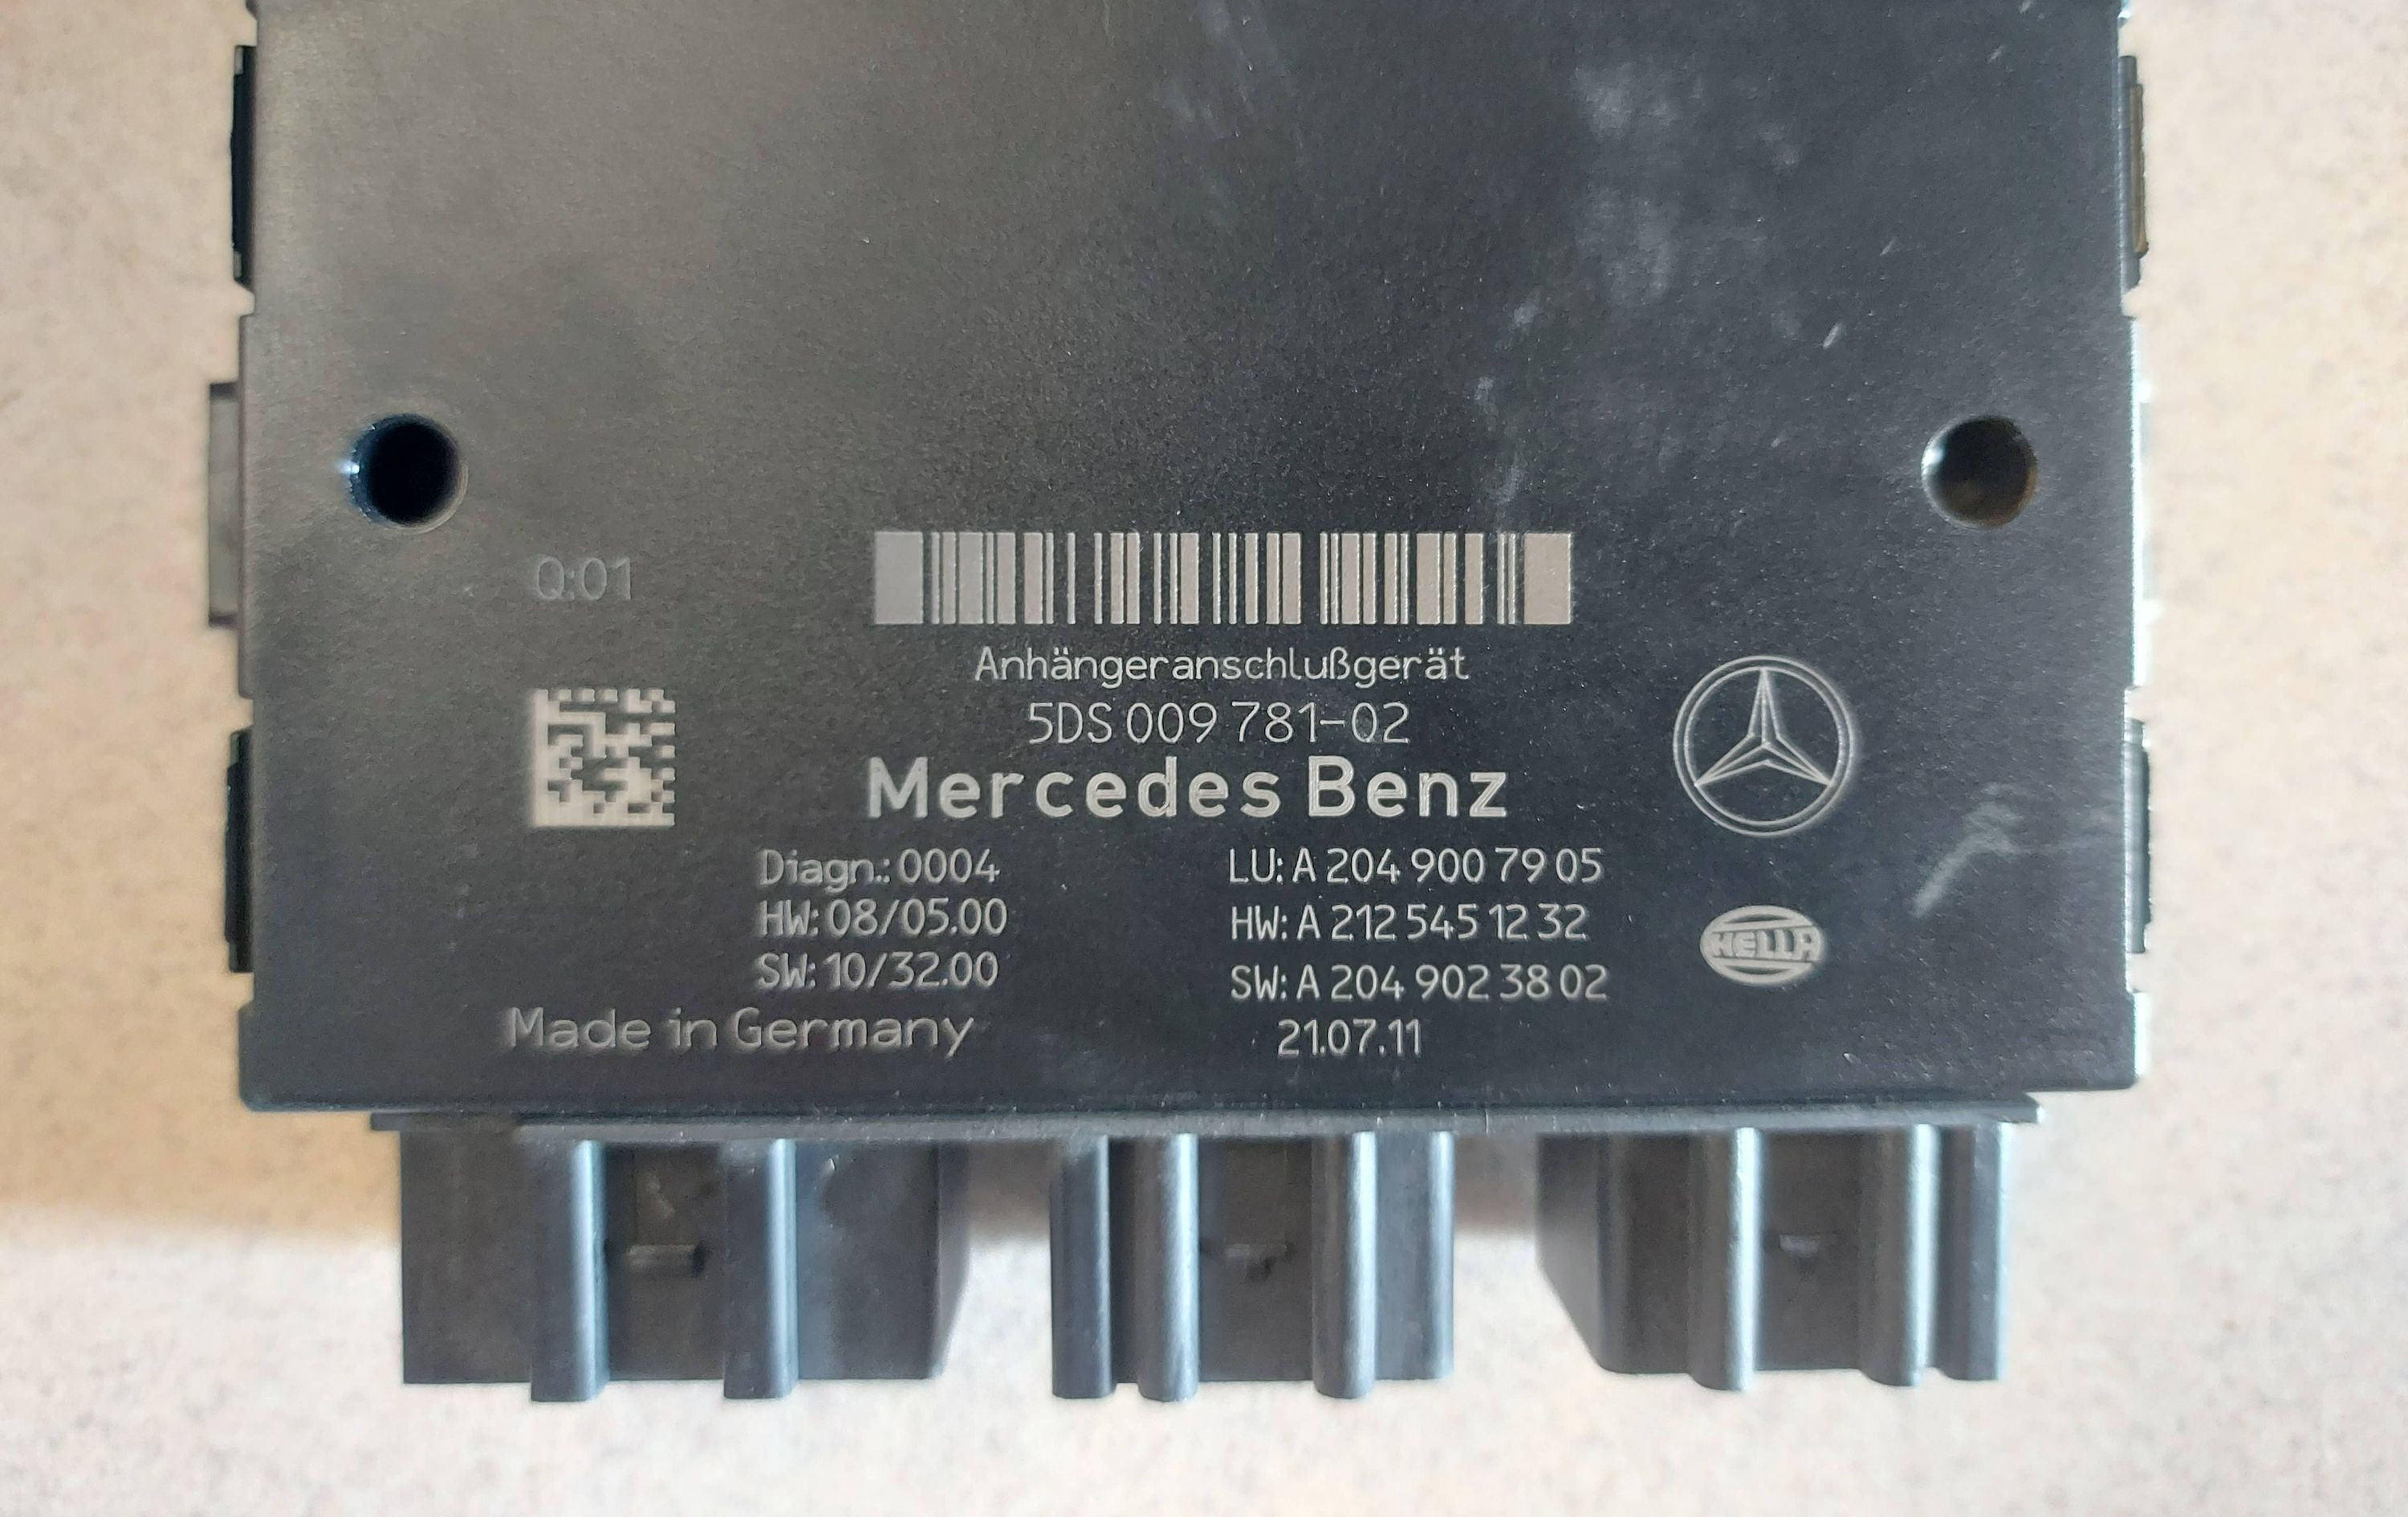 Q:01
Anhängeranschlußgerät
5DS 009 781-02
Mercedes Benz
Diagn.: 0004
HW: 08/05.00
SW: 10/32.00
Made in Germany
LU: A 204 900 79 05
HW: A 212 545 12 32
SW: A 204 902 38 02
21.07.11
HELLA